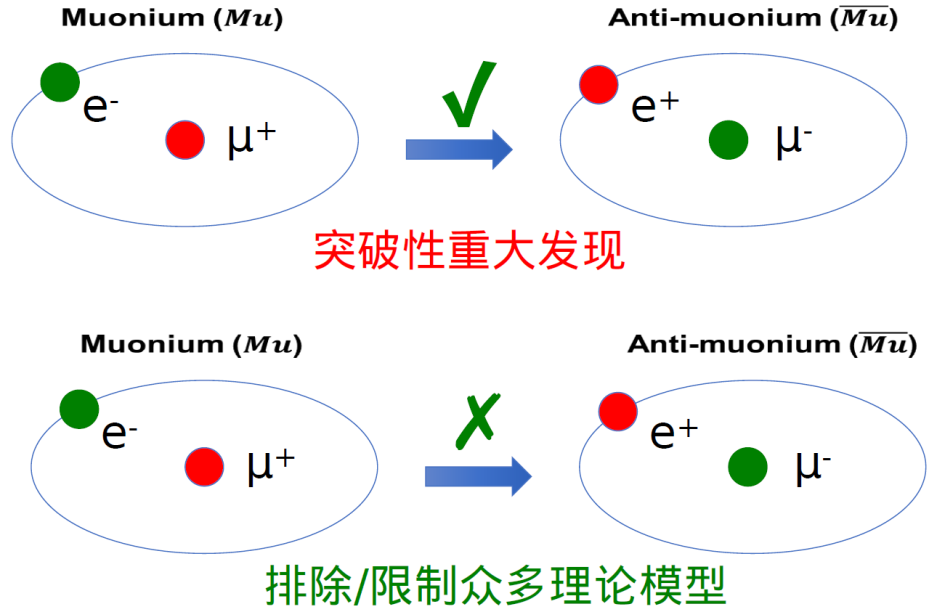 Muonium (Mu) Anti-muonium (M̅u̅)
e⁻ μ⁺ ✓ e⁺ μ⁻
突破性重大发现
Muonium (Mu) Anti-muonium (M̅u̅)
e⁻ μ⁺ ✗ e⁺ μ⁻
排除/限制众多理论模型